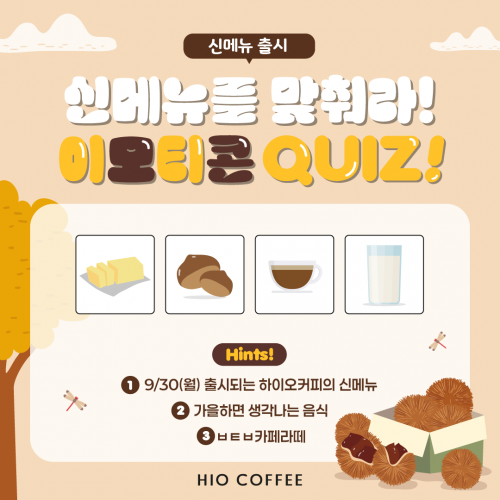 신메뉴 출시
신메뉴를 맞춰라!
이모티콘 QUIZ!
Hints!
1 9/30(월) 출시되는 하이오커피의 신메뉴
2 가을하면 생각나는 음식
3 ㅂㅌㅂ카페라떼
HIO COFFEE